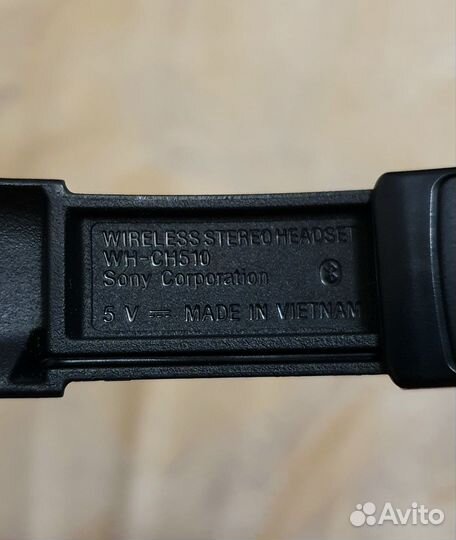 WIRELESS STEREO HEADSET
WH-CH510
Sony Corporation
5 V ⎓ MADE IN VIETNAM
Avito